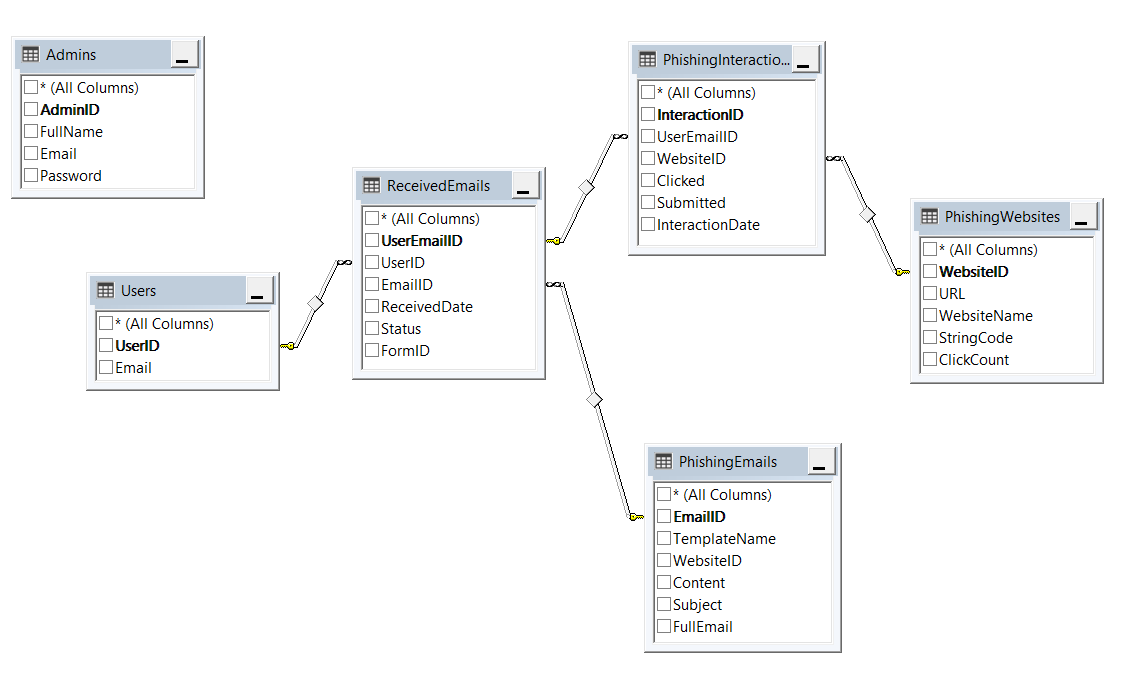 Admins
* (All Columns)
AdminID
FullName
Email
Password
Users
* (All Columns)
UserID
Email
ReceivedEmails
* (All Columns)
UserEmailID
UserID
EmailID
ReceivedDate
Status
FormID
PhishingInteractio...
* (All Columns)
InteractionID
UserEmailID
WebsiteID
Clicked
Submitted
InteractionDate
PhishingWebsites
* (All Columns)
WebsiteID
URL
WebsiteName
StringCode
ClickCount
PhishingEmails
* (All Columns)
EmailID
TemplateName
WebsiteID
Content
Subject
FullEmail